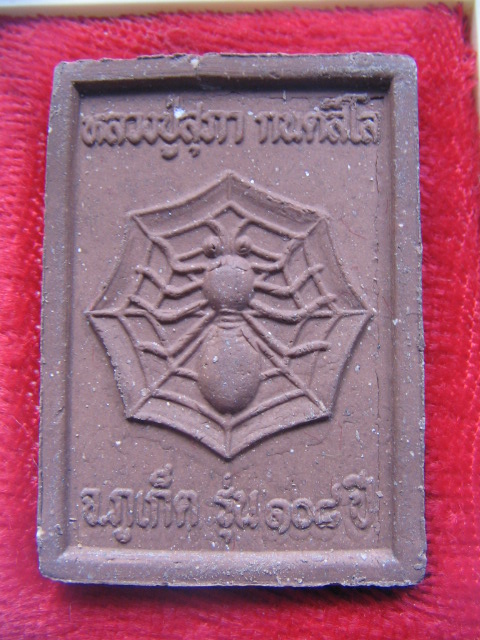 หลวงปู่สุภา กนตสีโล
จ.ภูเก็ต รุ่น ๑๐๘ ปี